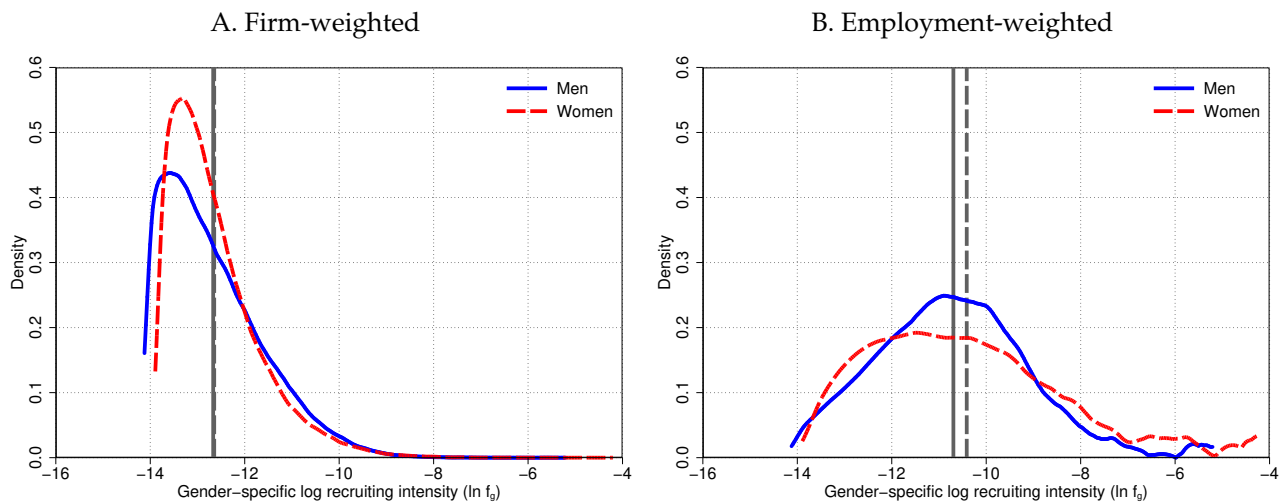 A. Firm-weighted
B. Employment-weighted
0.6
0.5
0.4
0.3
0.2
0.1
0.0
Density
Men
Women
−16
−14
−12
−10
−8
−6
−4
Gender−specific log recruiting intensity (ln fg)
0.6
0.5
0.4
0.3
0.2
0.1
0.0
Density
Men
Women
−16
−14
−12
−10
−8
−6
−4
Gender−specific log recruiting intensity (ln fg)